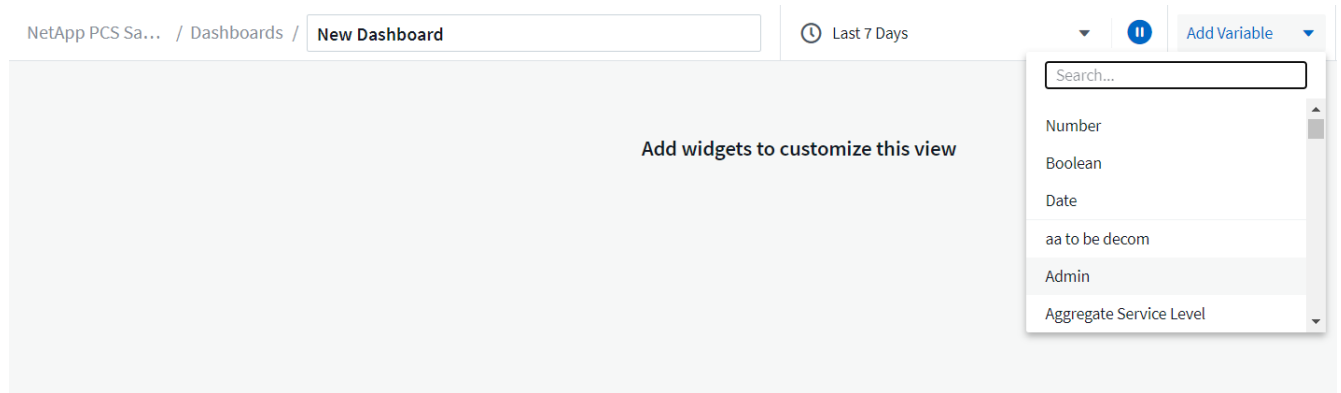 NetApp PCS Sa... / Dashboards / New Dashboard Last 7 Days Add Variable
Search...
Number
Add widgets to customize this view
Boolean
Date
aa to be decom
Admin
Aggregate Service Level